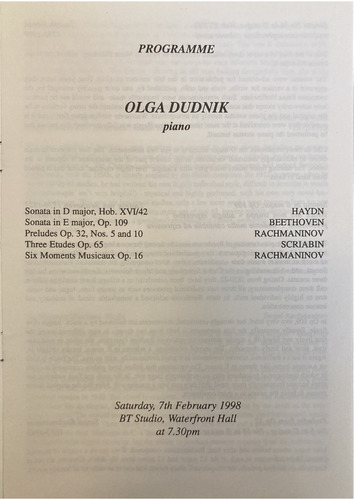 PROGRAMME
OLGA DUDNIK
piano
Sonata in D major, Hob. XVI/42 HAYDN
Sonata in E major, Op. 109 BEETHOVEN
Preludes Op. 32, Nos. 5 and 10 RACHMANINOV
Three Etudes Op. 65 SCRIABIN
Six Moments Musicaux Op. 16 RACHMANINOV
Saturday, 7th February 1998
BT Studio, Waterfront Hall
at 7.30pm